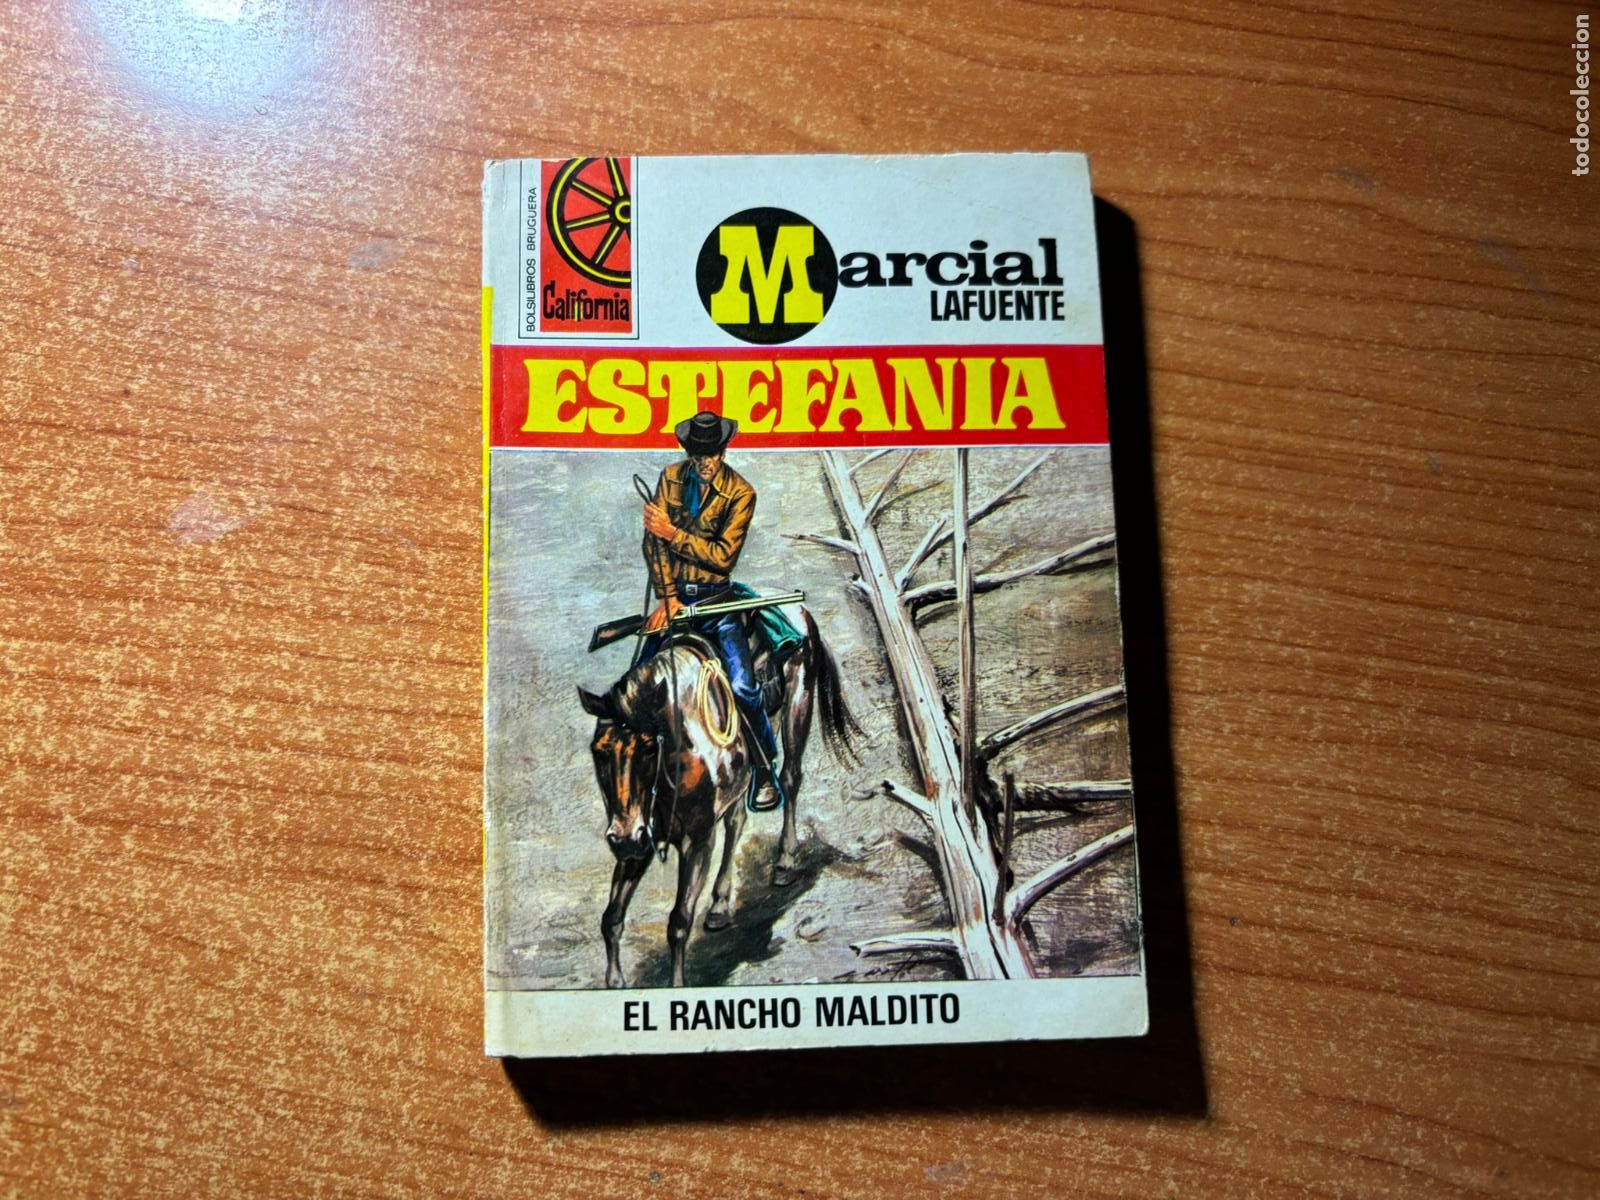 BOLSILIBROS BRUGUERA
California
Marcial
LAFUENTE
ESTEFANIA
EL RANCHO MALDITO
todocoleccion